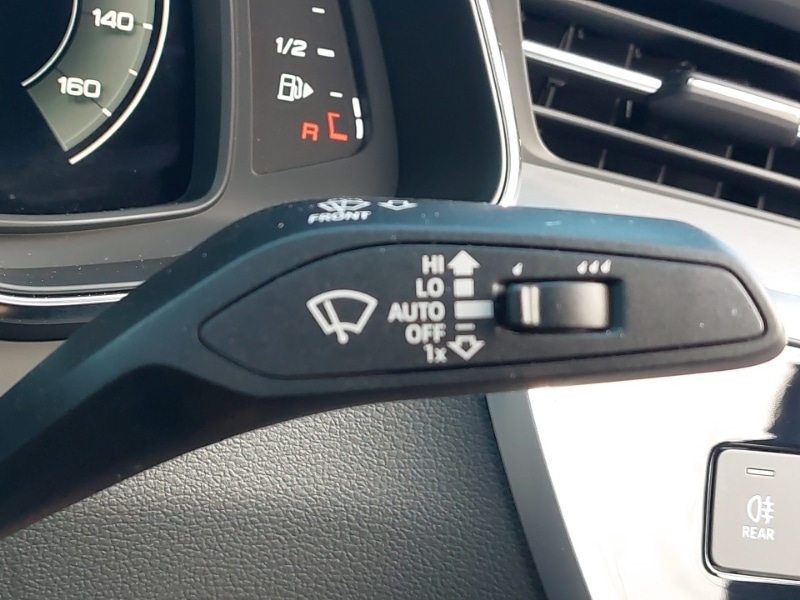 140
160
1/2
R
FRONT
HI
LO
AUTO
OFF
1x
REAR